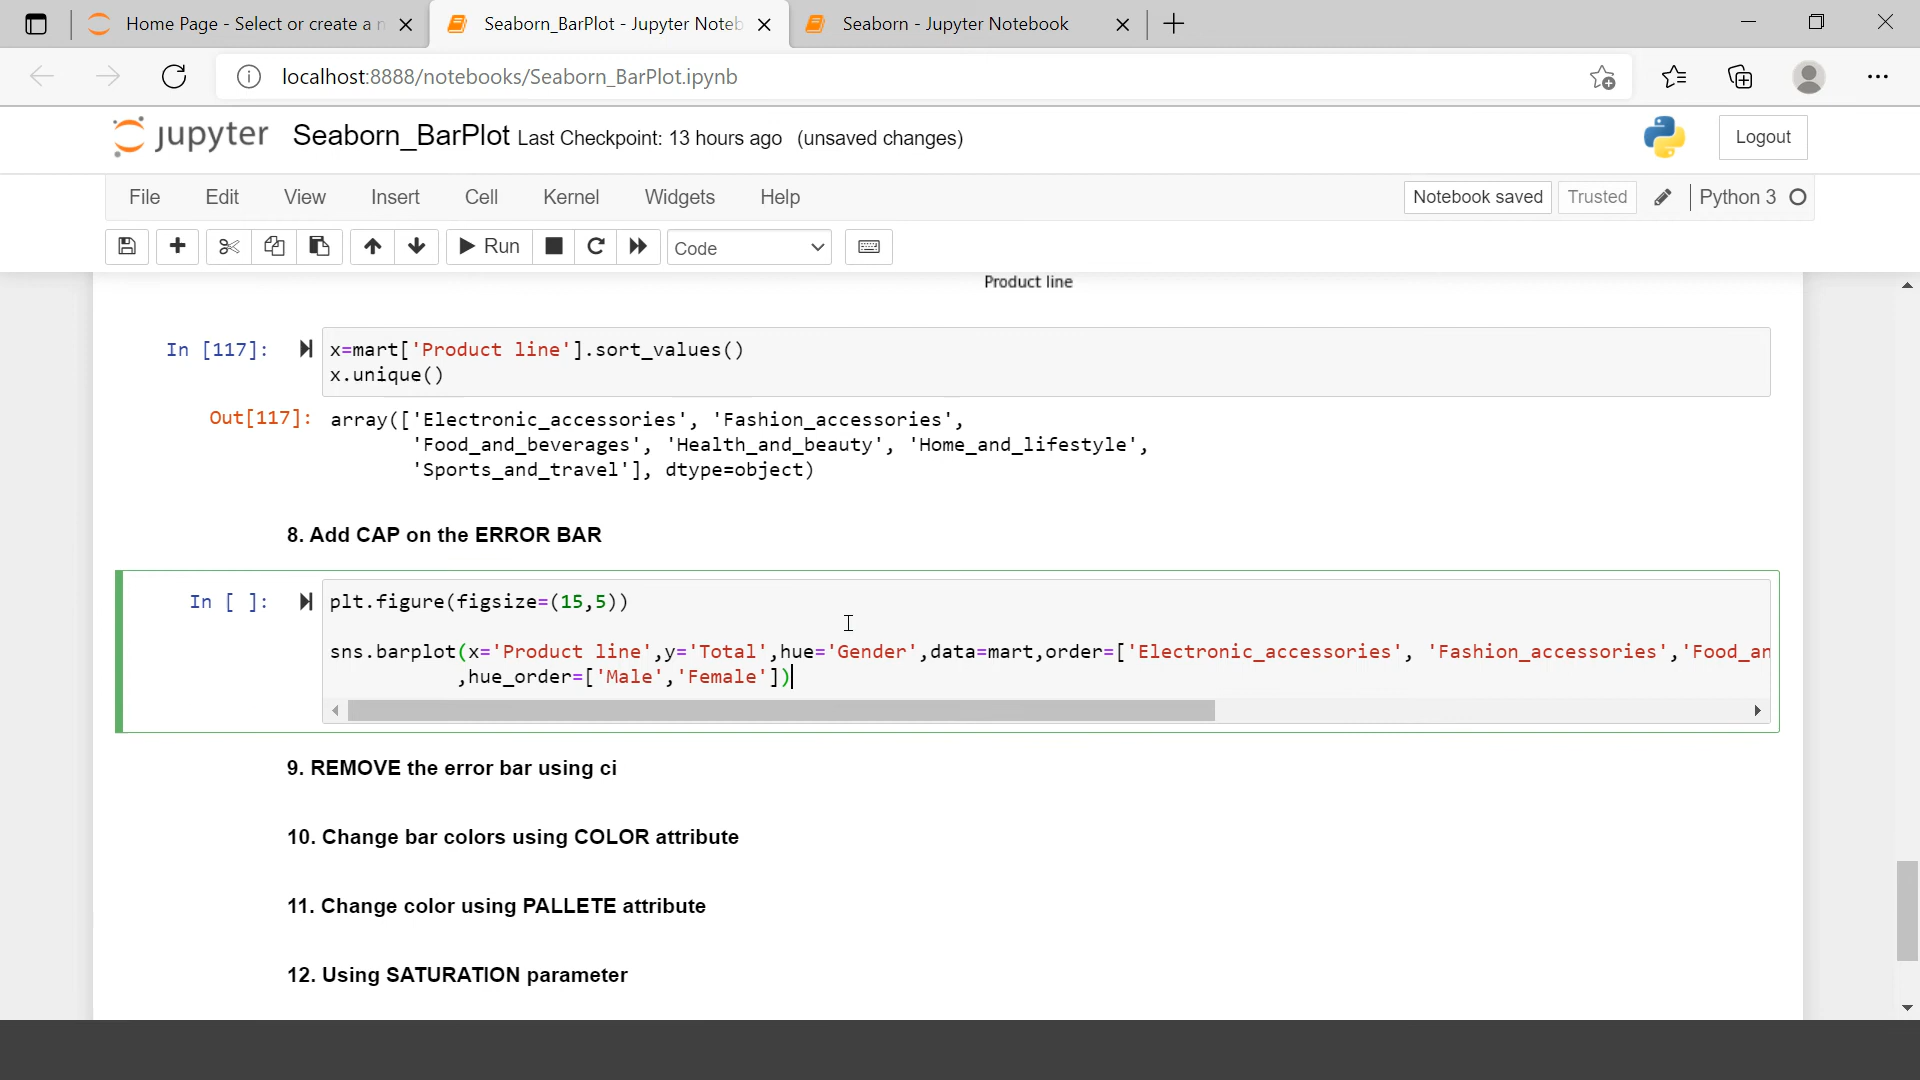 Home Page - Select or create a n
Seaborn_BarPlot - Jupyter Noteb
Seaborn - Jupyter Notebook
localhost:8888/notebooks/Seaborn_BarPlot.ipynb
jupyter Seaborn_BarPlot Last Checkpoint: 13 hours ago (unsaved changes)
Logout
File Edit View Insert Cell Kernel Widgets Help
Notebook saved Trusted Python 3
Run Code
Product line
In [117]: x=mart['Product line'].sort_values()
x.unique()
Out[117]: array(['Electronic_accessories', 'Fashion_accessories',
'Food_and_beverages', 'Health_and_beauty', 'Home_and_lifestyle',
'Sports_and_travel'], dtype=object)
8. Add CAP on the ERROR BAR
In [ ]: plt.figure(figsize=(15,5))
sns.barplot(x='Product line',y='Total',hue='Gender',data=mart,order=['Electronic_accessories', 'Fashion_accessories','Food_an
,hue_order=['Male','Female'])
9. REMOVE the error bar using ci
10. Change bar colors using COLOR attribute
11. Change color using PALLETE attribute
12. Using SATURATION parameter